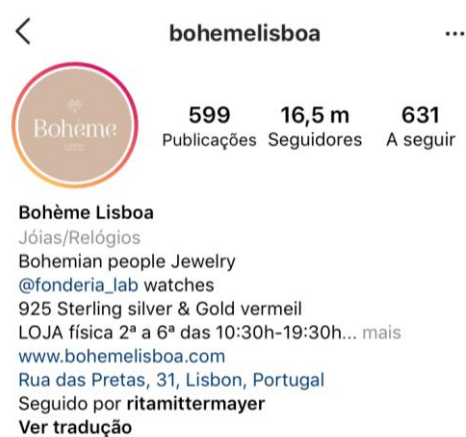 bohemelisboa
Bohème
599 16,5 m 631
Publicações Seguidores A seguir
Bohème Lisboa
Jóias/Relógios
Bohemian people Jewelry
@fonderia_lab watches
925 Sterling silver & Gold vermeil
LOJA física 2ª a 6ª das 10:30h-19:30h... mais
www.bohemelisboa.com
Rua das Pretas, 31, Lisbon, Portugal
Seguido por ritamittermayer
Ver tradução